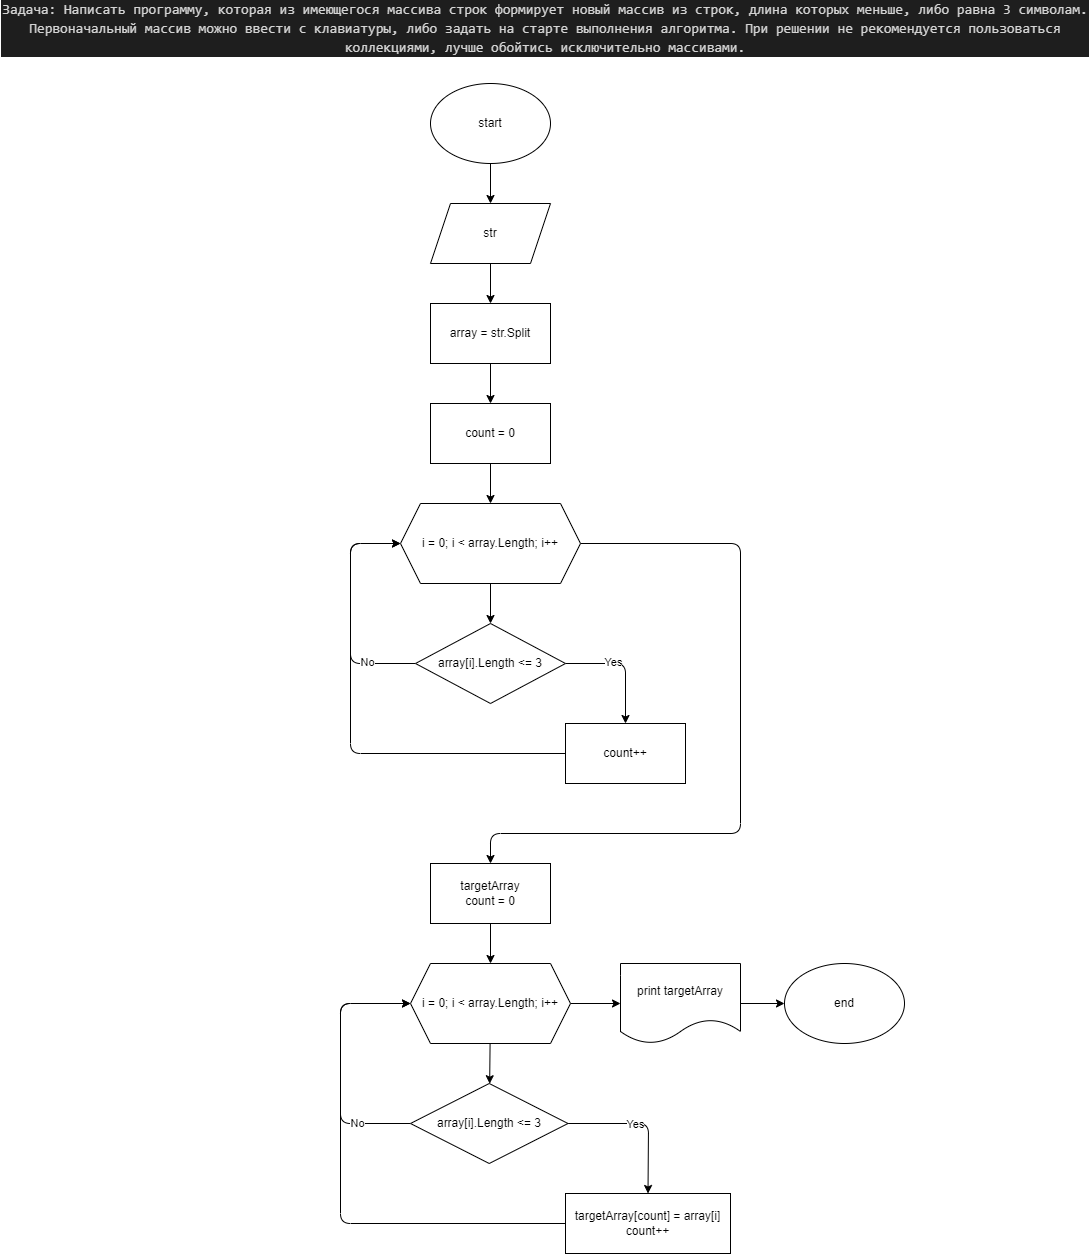 Задача: Написать программу, которая из имеющегося массива строк формирует новый массив из строк, длина которых меньше, либо равна 3 символам.
Первоначальный массив можно ввести с клавиатуры, либо задать на старте выполнения алгоритма. При решении не рекомендуется пользоваться
коллекциями, лучше обойтись исключительно массивами.
start
str
array = str.Split
count = 0
i = 0; i < array.Length; i++
No
array[i].Length <= 3
Yes
count++
targetArray
count = 0
i = 0; i < array.Length; i++
print targetArray
end
No
array[i].Length <= 3
Yes
targetArray[count] = array[i]
count++